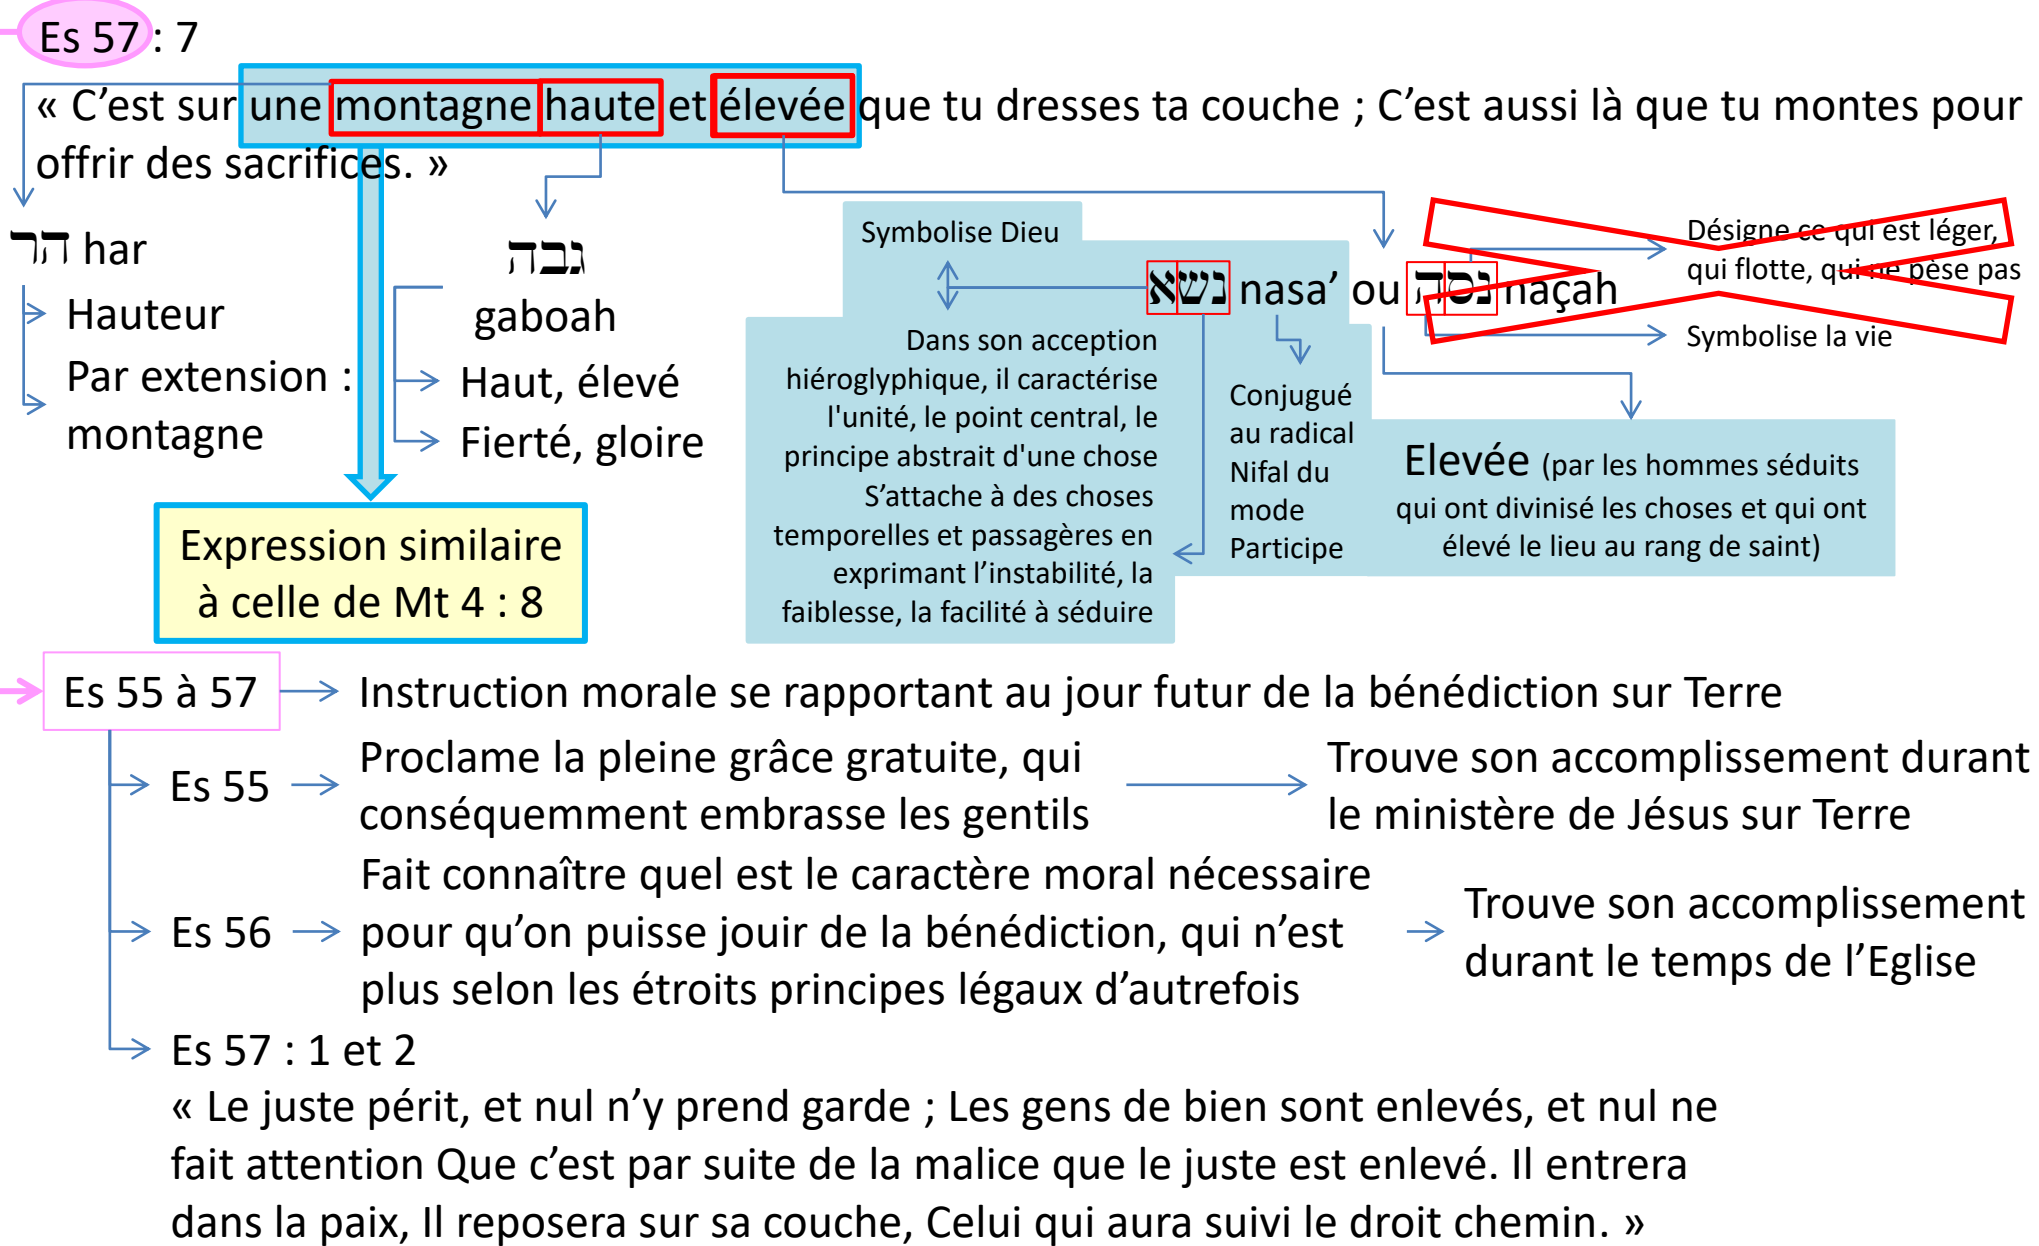 Es 57 : 7
« C’est sur une montagne haute et élevée que tu dresses ta couche ; C’est aussi là que tu montes pour
offrir des sacrifices. »
הר har
Hauteur
Par extension :
montagne
גבה
gaboah
Haut, élevé
Fierté, gloire
Expression similaire
à celle de Mt 4 : 8
Symbolise Dieu
נשא nasa’ ou נסה naçah
Désigne ce qui est léger,
qui flotte, qui ne pèse pas
Symbolise la vie
Dans son acception
hiéroglyphique, il caractérise
l'unité, le point central, le
principe abstrait d'une chose
S’attache à des choses
temporelles et passagères en
exprimant l’instabilité, la
faiblesse, la facilité à séduire
Conjugué
au radical
Nifal du
mode
Participe
Elevée (par les hommes séduits
qui ont divinisé les choses et qui ont
élevé le lieu au rang de saint)
Es 55 à 57
Instruction morale se rapportant au jour futur de la bénédiction sur Terre
Es 55
Proclame la pleine grâce gratuite, qui
conséquemment embrasse les gentils
Trouve son accomplissement durant
le ministère de Jésus sur Terre
Es 56
Fait connaître quel est le caractère moral nécessaire
pour qu’on puisse jouir de la bénédiction, qui n’est
plus selon les étroits principes légaux d’autrefois
Trouve son accomplissement
durant le temps de l’Eglise
Es 57 : 1 et 2
« Le juste périt, et nul n’y prend garde ; Les gens de bien sont enlevés, et nul ne
fait attention Que c’est par suite de la malice que le juste est enlevé. Il entrera
dans la paix, Il reposera sur sa couche, Celui qui aura suivi le droit chemin. »